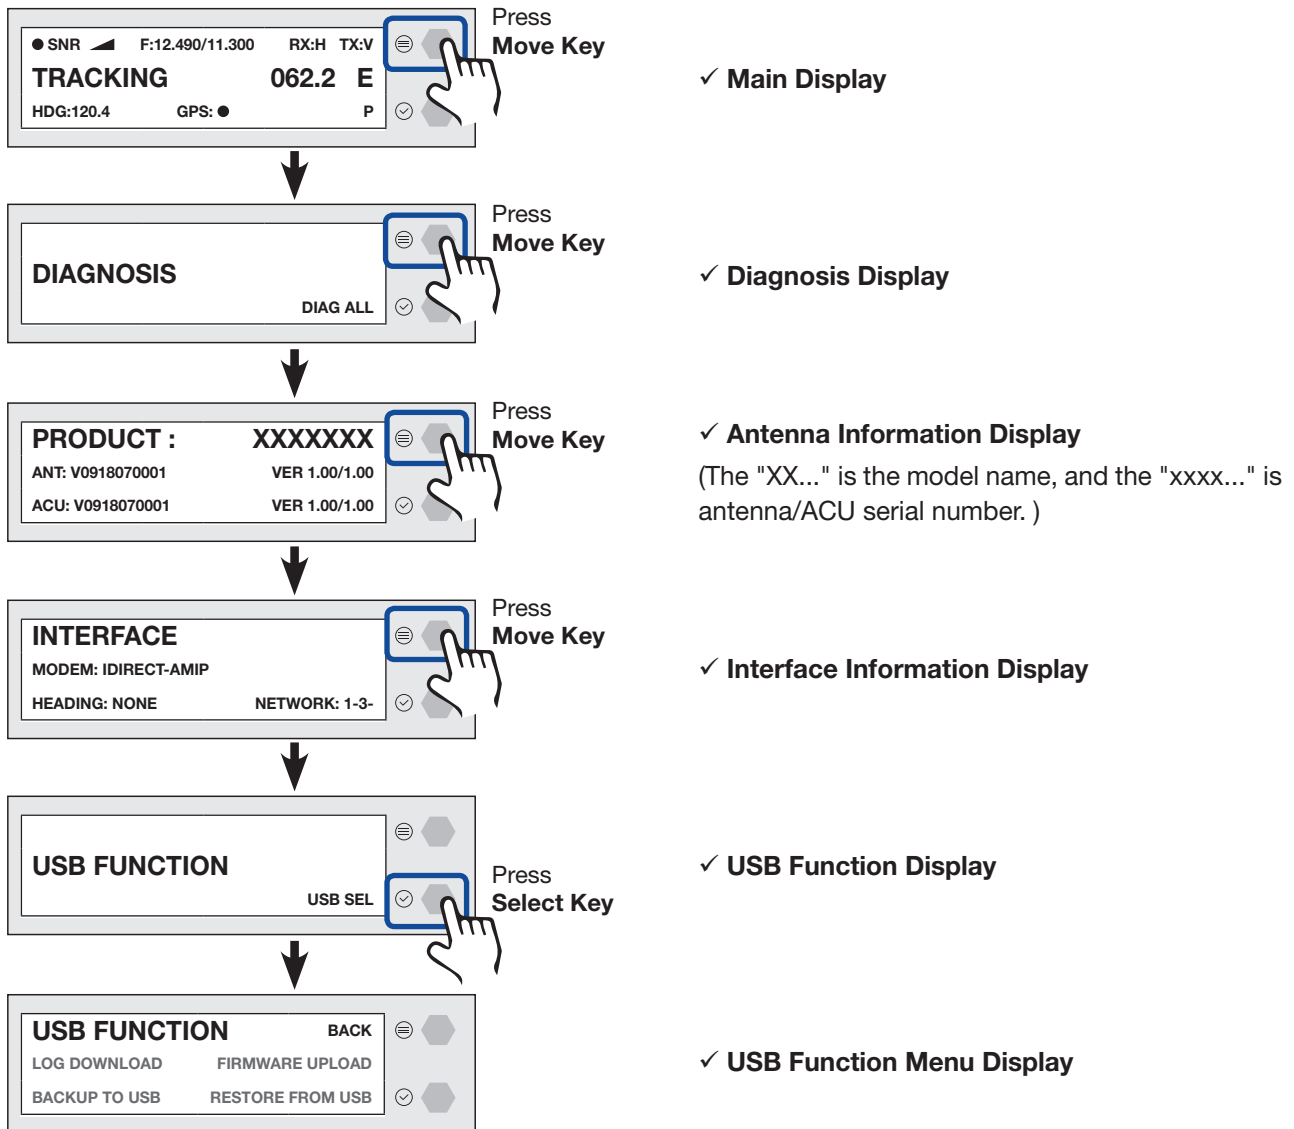 Press
Move Key
SNR F:12.490/11.300 RX:H TX:V
TRACKING 062.2 E
HDG:120.4 GPS: P
✓ Main Display
Press
Move Key
DIAGNOSIS
DIAG ALL
✓ Diagnosis Display
Press
Move Key
PRODUCT : XXXXXXX
ANT: V0918070001 VER 1.00/1.00
ACU: V0918070001 VER 1.00/1.00
✓ Antenna Information Display
(The "XX..." is the model name, and the "xxxx..." is
antenna/ACU serial number. )
Press
Move Key
INTERFACE
MODEM: IDIRECT-AMIP
HEADING: NONE NETWORK: 1-3-
✓ Interface Information Display
USB FUNCTION
USB SEL
Press
Select Key
✓ USB Function Display
USB FUNCTION BACK
LOG DOWNLOAD FIRMWARE UPLOAD
BACKUP TO USB RESTORE FROM USB
✓ USB Function Menu Display